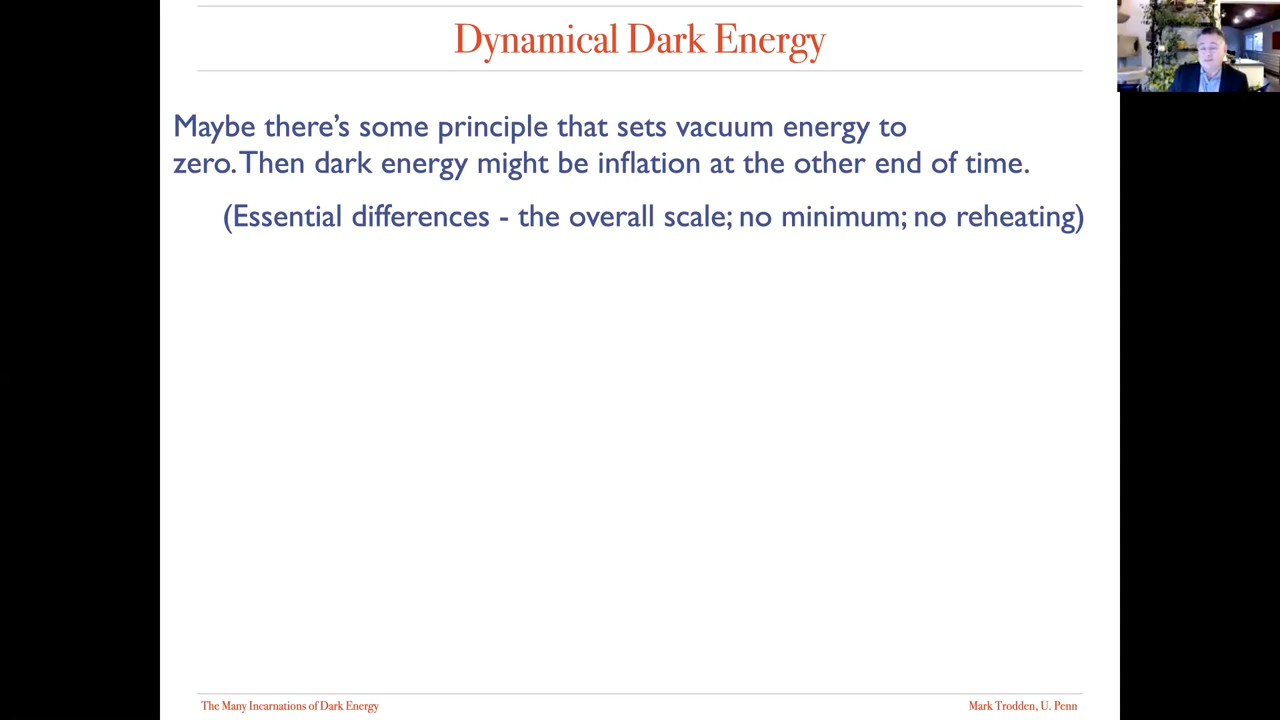 Dynamical Dark Energy
Maybe there's some principle that sets vacuum energy to
zero. Then dark energy might be inflation at the other end of time.
(Essential differences - the overall scale; no minimum; no reheating)
The Many Incarnations of Dark Energy
Mark Trodden, U. Penn